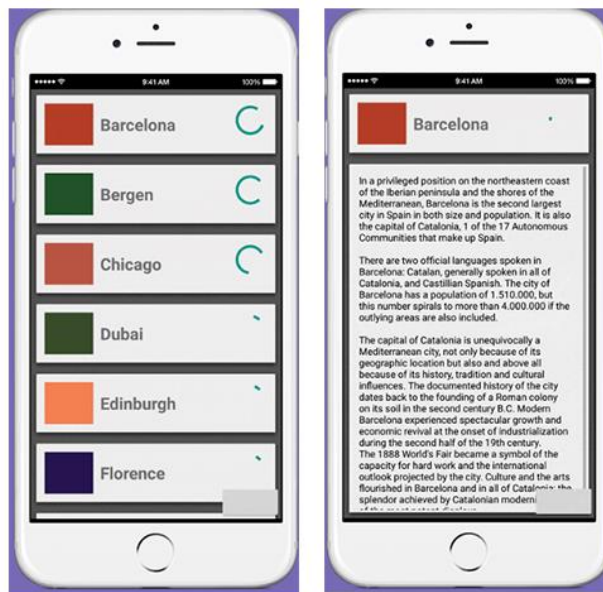 9:41 AM 100%
Barcelona
Bergen
Chicago
Dubai
Edinburgh
Florence
9:41 AM 100%
Barcelona
In a privileged position on the northeastern coast
of the Iberian peninsula and the shores of the
Mediterranean, Barcelona is the second largest
city in Spain in both size and population. It is also
the capital of Catalonia, 1 of the 17 Autonomous
Communities that make up Spain.
There are two official languages spoken in
Barcelona: Catalan, generally spoken in all of
Catalonia, and Castillian Spanish. The city of
Barcelona has a population of 1.510.000, but
this number spirals to more than 4.000.000 if the
outlying areas are also included.
The capital of Catalonia is unequivocally a
Mediterranean city, not only because of its
geographic location but also and above all
because of its history, tradition and cultural
influences. The documented history of the city
dates back to the founding of a Roman colony
on its soil in the second century B.C. Modern
Barcelona experienced spectacular growth and
economic revival at the onset of industrialization
during the second half of the 19th century.
The 1888 World's Fair became a symbol of the
capacity for hard work and the international
outlook projected by the city. Culture and the arts
flourished in Barcelona and in all of Catalonia; the
splendor achieved by Catalonian